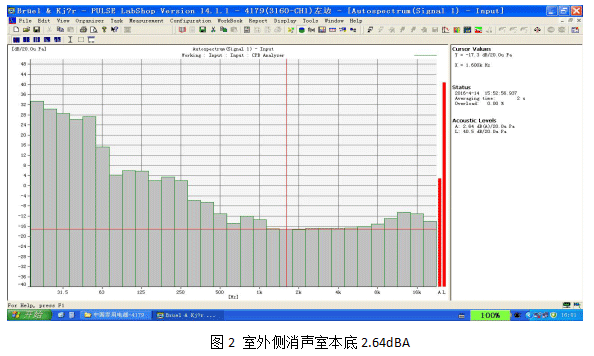 Brüel & Kj?r - PULSE LabShop Version 14.1.1 - 4179(3160-CH1)左边 - [Autospectrum(Signal 1) - Input]
File Edit View Organiser Task Measurement Configuration WorkBook Report Display Tools Window Help
[dB/20.0u Pa] Autospectrum(Signal 1) - Input
Working : Input : Input : CPB Analyzer
48
44
40
36
32
28
24
20
16
12
8
4
0
-4
-8
-12
-16
-20
-24
-28
-32
-36
-40
31.5 63 125 250 500 1k 2k 4k 8k 16k A L
[Hz]
Cursor Values
Y = -17.3 dB/20.0u Pa
X = 1.600k Hz
Status
2016-4-14 15:52:58.937
Averaging time: 2 s
Overload 0.00 %
Acoustic Levels
A: 2.64 dB(A)/20.0u Pa
L: 40.5 dB/20.0u Pa
For Help, press F1
开始 中国家用电器-4179 Brüel & Kj?r ... 100% 16:01
图2 室外侧消声室本底2.64dBA